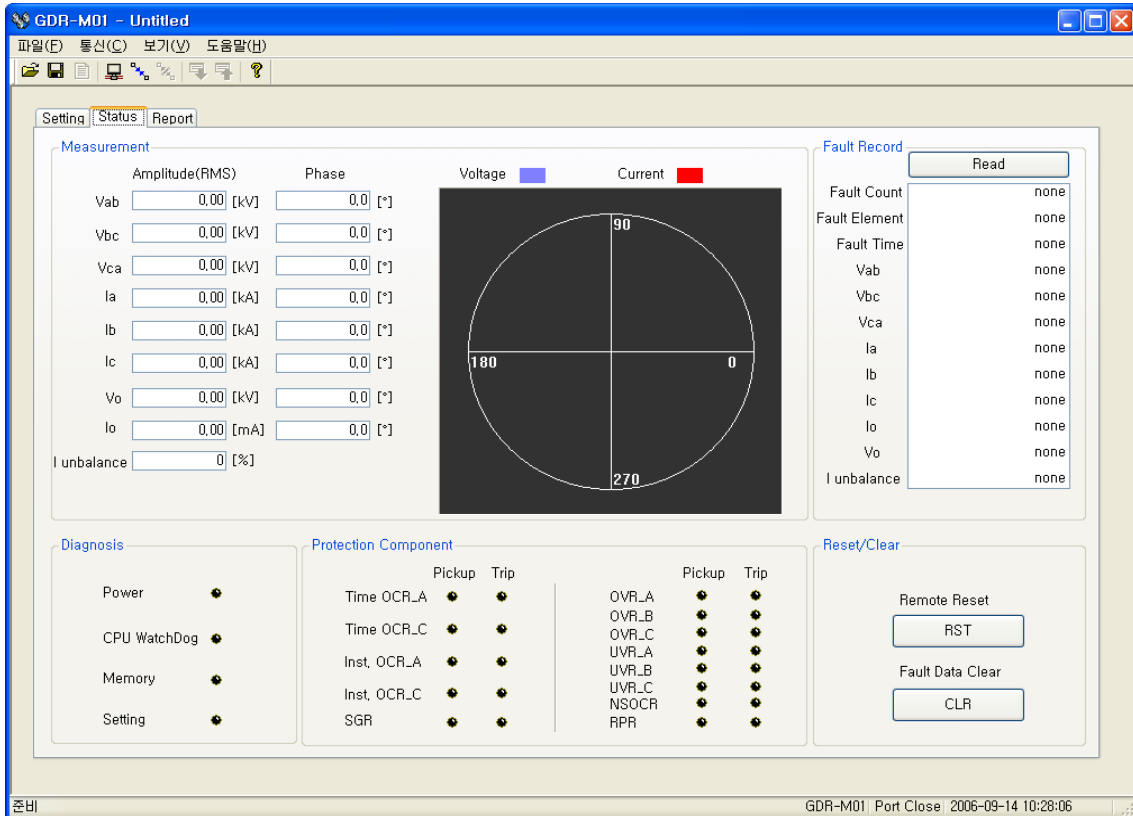 GDR-M01 - Untitled
파일(F) 통신(C) 보기(V) 도움말(H)
Setting Status Report
Measurement
Amplitude(RMS) Phase Voltage Current
Vab 0.00 [kV] 0.0 [°]
Vbc 0.00 [kV] 0.0 [°]
Vca 0.00 [kV] 0.0 [°]
Ia 0.00 [kA] 0.0 [°]
Ib 0.00 [kA] 0.0 [°]
Ic 0.00 [kA] 0.0 [°]
Vo 0.00 [kV] 0.0 [°]
Io 0.00 [mA] 0.0 [°]
I unbalance 0 [%]
90
180 0
270
Fault Record
Read
Fault Count none
Fault Element none
Fault Time none
Vab none
Vbc none
Vca none
Ia none
Ib none
Ic none
Io none
Vo none
I unbalance none
Diagnosis
Power
CPU WatchDog
Memory
Setting
Protection Component
Pickup Trip
Time OCR_A
Time OCR_C
Inst. OCR_A
Inst. OCR_C
SGR
Pickup Trip
OVR_A
OVR_B
OVR_C
UVR_A
UVR_B
UVR_C
NSOCR
RPR
Reset/Clear
Remote Reset
RST
Fault Data Clear
CLR
준비 GDR-M01 Port Close 2006-09-14 10:28:06